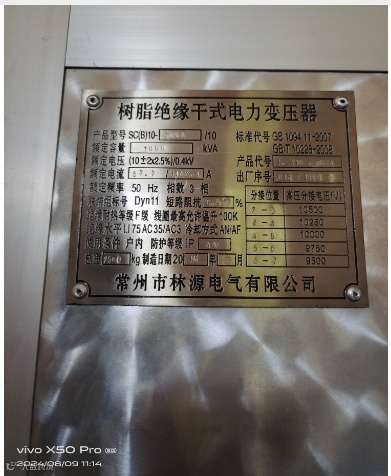 树脂绝缘干式电力变压器
产品型号 SC(B)10- /10 标准代号 GB 1094.11-2007
额定容量 kVA GB/T 10228-2008
额定电压 (10±2x2.5%)/0.4kV 产品代号
额定电流 57.7 / 出厂序号
额定频率 50 Hz 相数 3 相 分接位置 高压分接电压(V)
联结组标号 Dyn11 短路阻抗 % 10500
绝缘耐热等级 F级 线圈最高允许温升 100K 10250
绝缘水平 LI75 AC35/AC3 冷却方式 AN/AF 10000
使用条件 户内 防护等级 IP 5-6 9750
总重 kg 制造日期 20 年 月 6-7 9500
常州市林源电气有限公司
vivo X50 Pro
2024/08/09 11:14